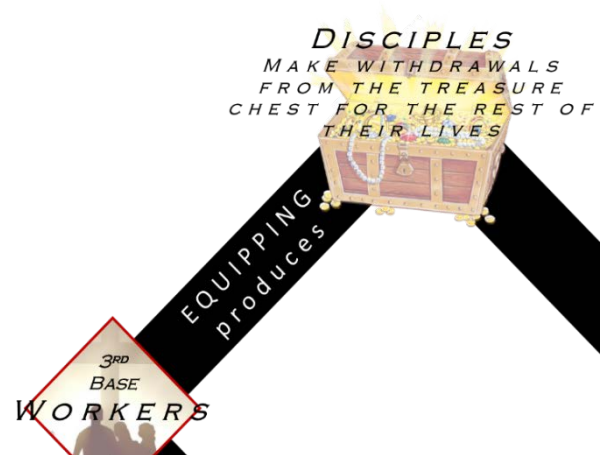 DISCIPLES
MAKE WITHDRAWALS
FROM THE TREASURE
CHEST FOR THE REST OF
THEIR LIVES
EQUIPPING
produces
3RD
BASE
WORKERS